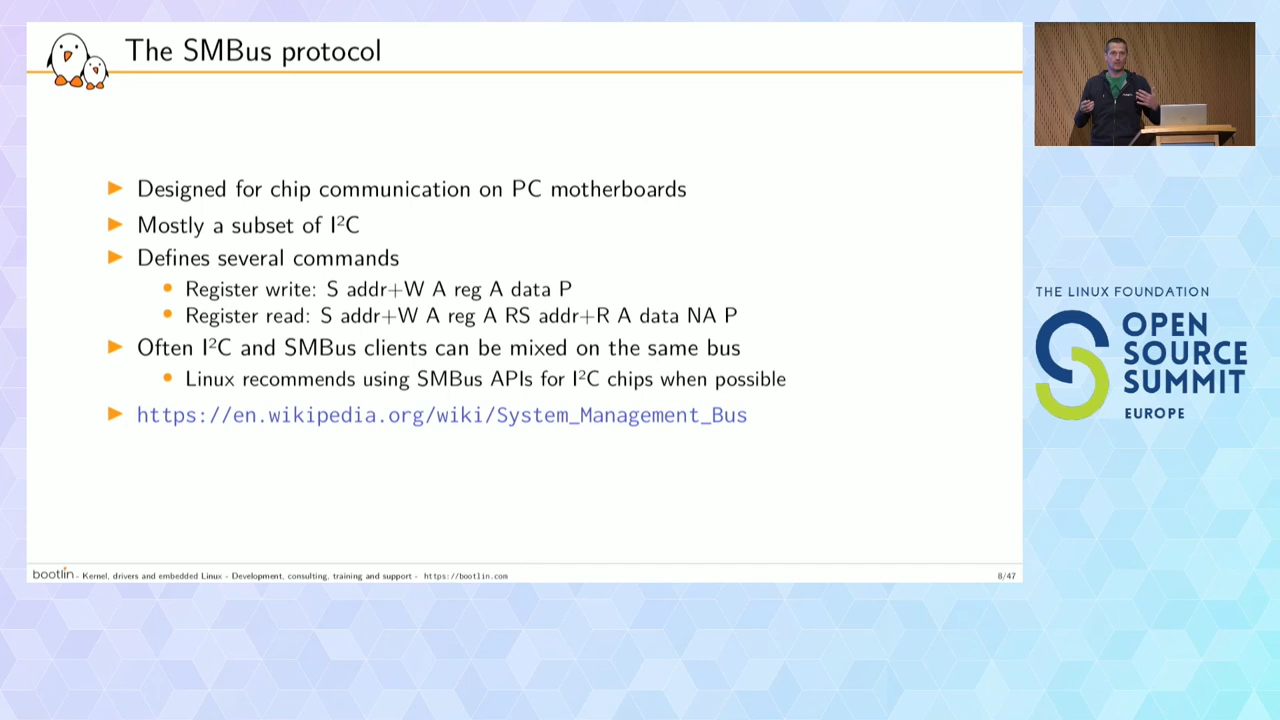 The SMBus protocol
Designed for chip communication on PC motherboards
Mostly a subset of I²C
Defines several commands
Register write: S addr+W A reg A data P
Register read: S addr+W A reg A RS addr+R A data NA P
Often I²C and SMBus clients can be mixed on the same bus
Linux recommends using SMBus APIs for I²C chips when possible
https://en.wikipedia.org/wiki/System_Management_Bus
bootlin - Kernel, drivers and embedded Linux - Development, consulting, training and support - https://bootlin.com
8/47
THE LINUX FOUNDATION
OPEN
SOURCE
SUMMIT
EUROPE